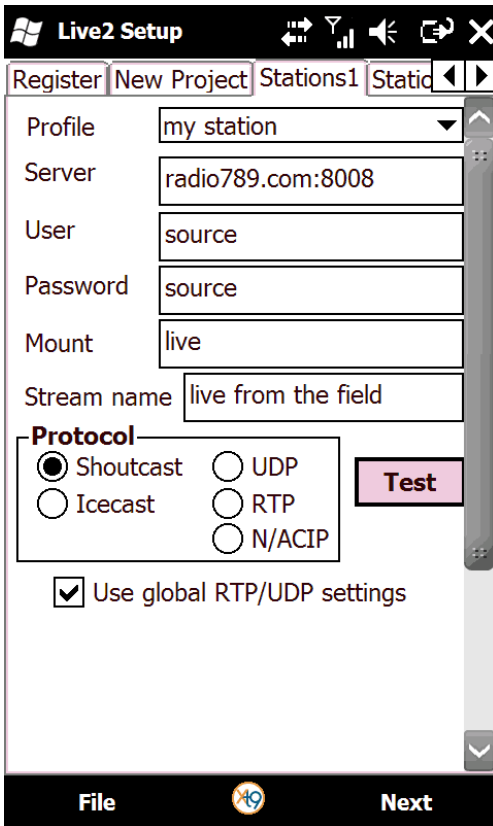 Live2 Setup
Register New Project Stations1 Static
Profile my station
Server radio789.com:8008
User source
Password source
Mount live
Stream name live from the field
Protocol
Shoutcast UDP
Icecast RTP
N/ACIP
Test
Use global RTP/UDP settings
File Next